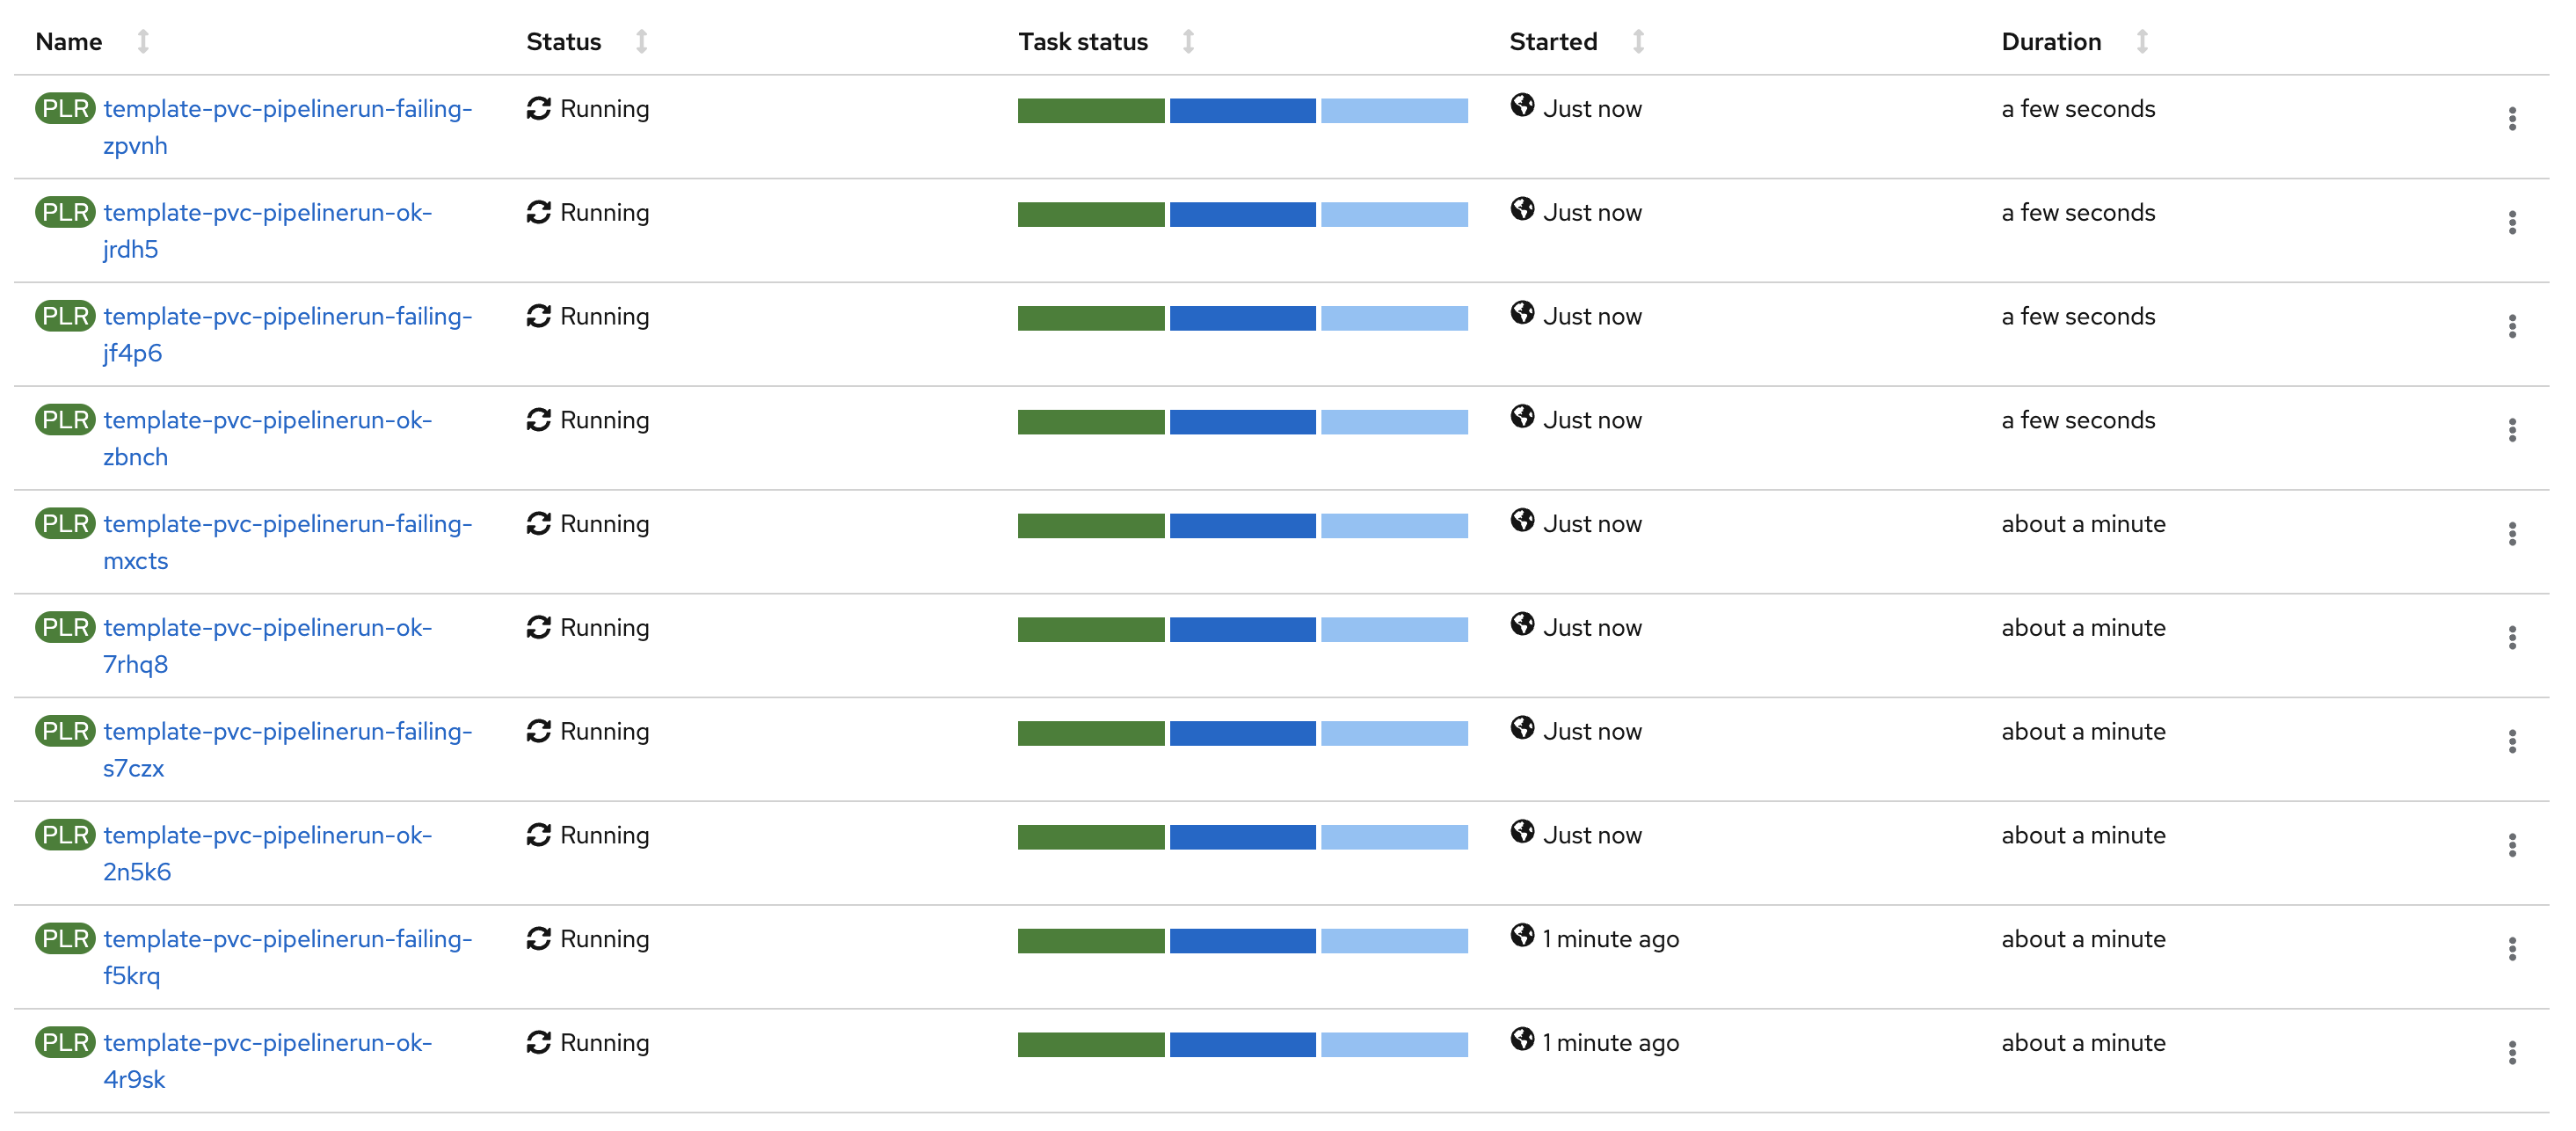 Name Status Task status Started Duration
PLR template-pvc-pipelinerun-failing- Running Just now a few seconds
zpvnh
PLR template-pvc-pipelinerun-ok- Running Just now a few seconds
jrdh5
PLR template-pvc-pipelinerun-failing- Running Just now a few seconds
jf4p6
PLR template-pvc-pipelinerun-ok- Running Just now a few seconds
zbnch
PLR template-pvc-pipelinerun-failing- Running Just now about a minute
mxcts
PLR template-pvc-pipelinerun-ok- Running Just now about a minute
7rhq8
PLR template-pvc-pipelinerun-failing- Running Just now about a minute
s7czx
PLR template-pvc-pipelinerun-ok- Running Just now about a minute
2n5k6
PLR template-pvc-pipelinerun-failing- Running 1 minute ago about a minute
f5krq
PLR template-pvc-pipelinerun-ok- Running 1 minute ago about a minute
4r9sk